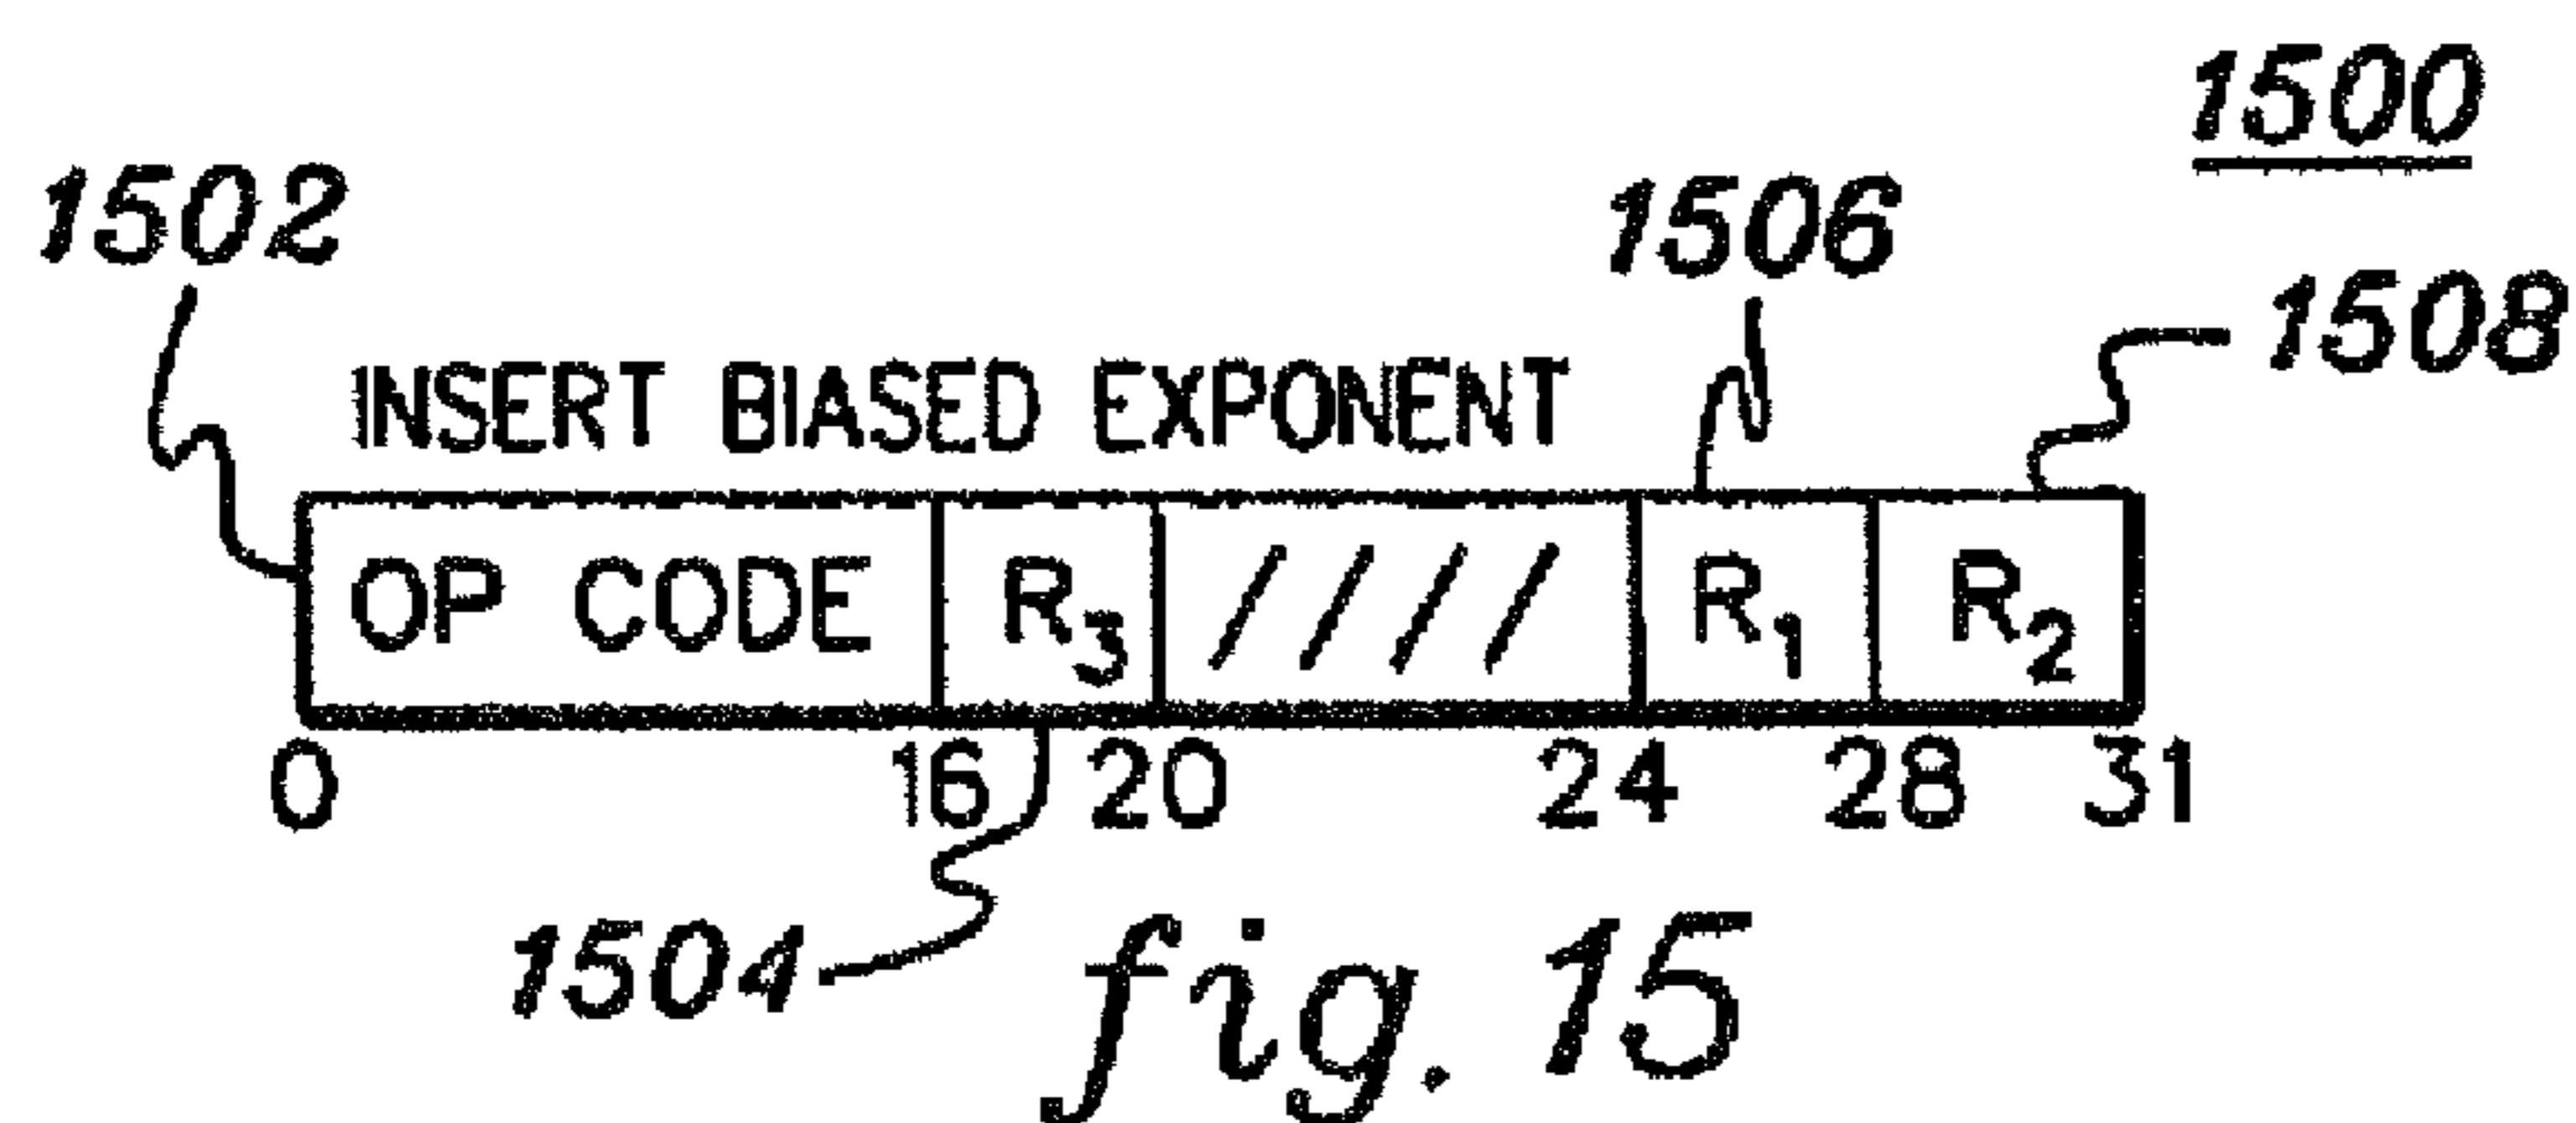 1500
1502
1506
1508
INSERT BIASED EXPONENT
OP CODE R₃ //// R₁ R₂
0 16 20 24 28 31
1504
fig. 15